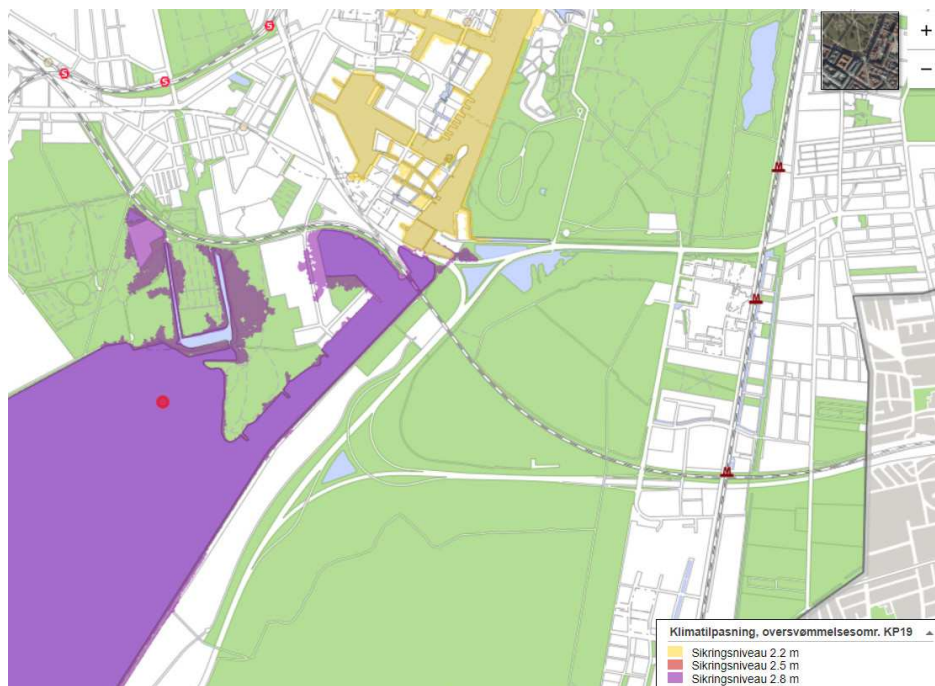 S
S
S
+
−
M
M
M
Klimatilpasning, oversvømmelsesomr. KP19
Sikringsniveau 2.2 m
Sikringsniveau 2.5 m
Sikringsniveau 2.8 m